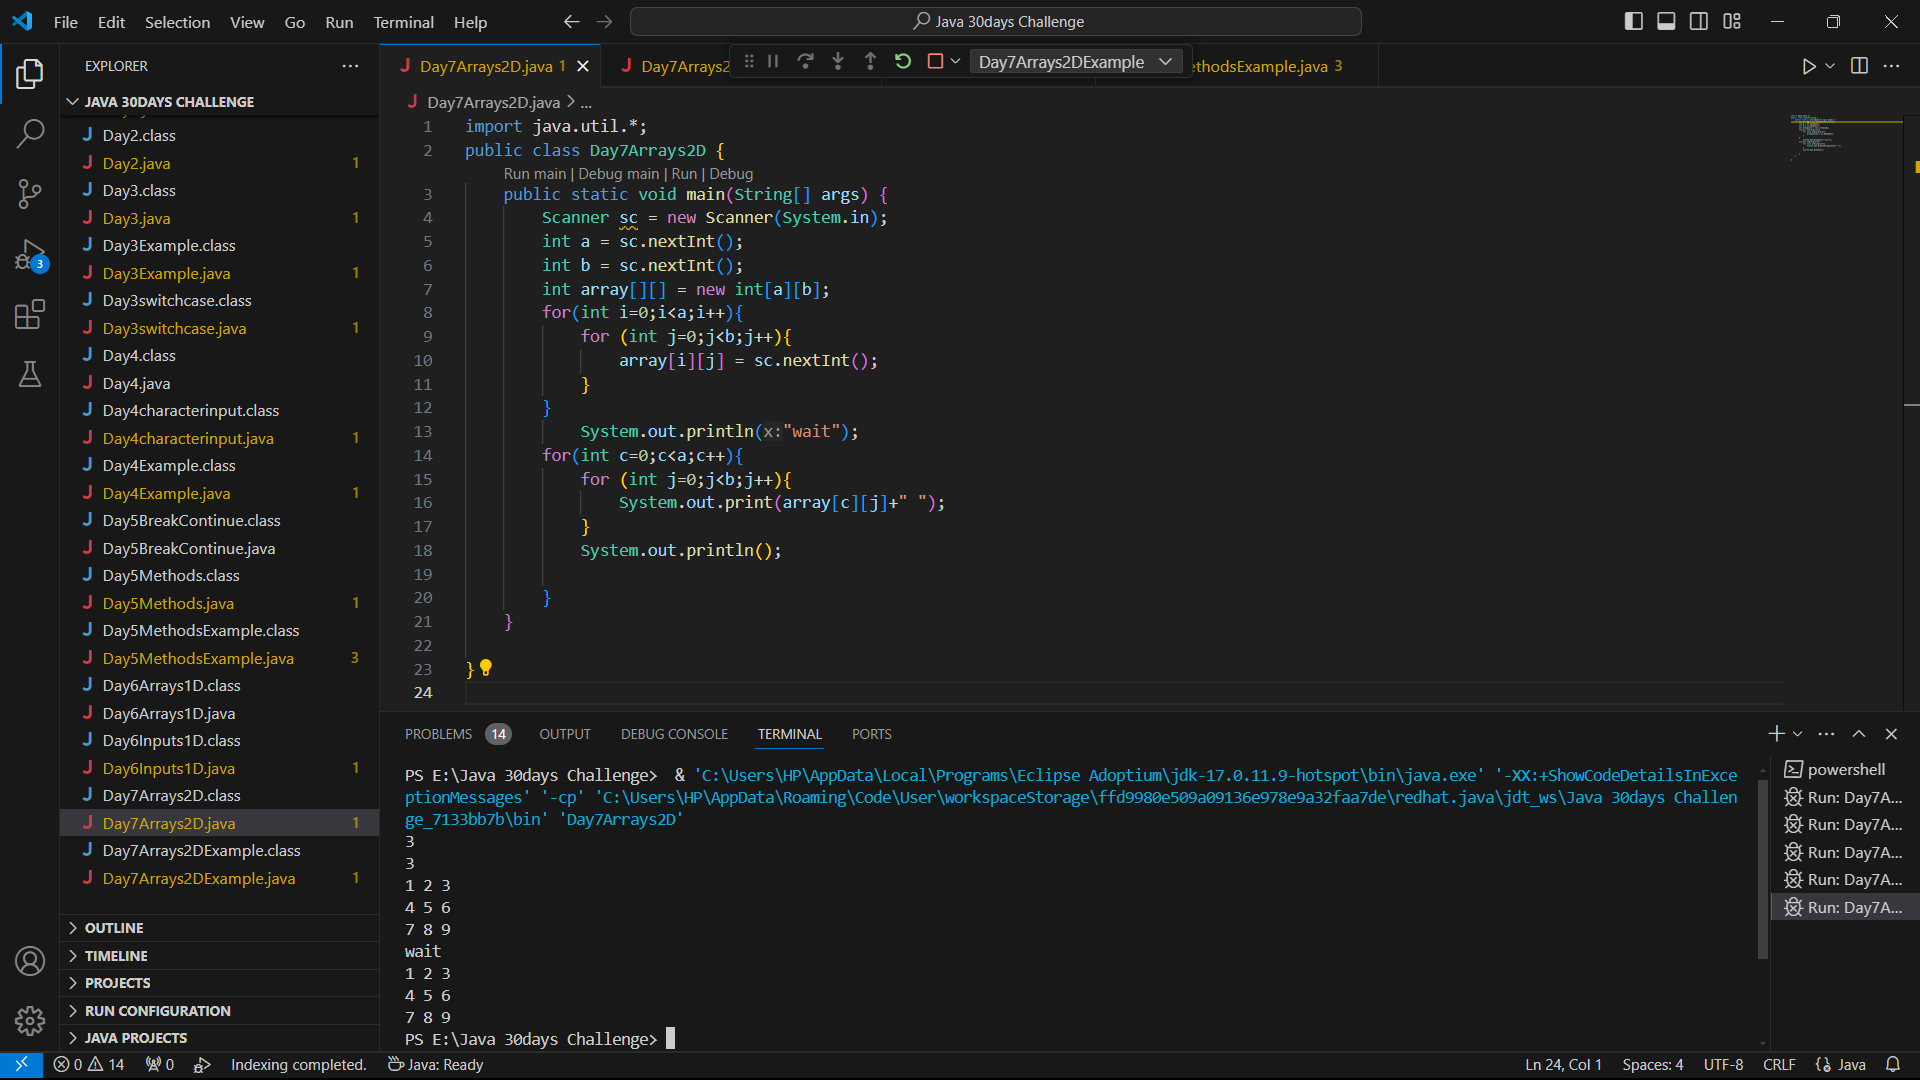 File Edit Selection View Go Run Terminal Help
Java 30days Challenge
EXPLORER
JAVA 30DAYS CHALLENGE
Day2.class
Day2.java 1
Day3.class
Day3.java 1
Day3Example.class
Day3Example.java 1
Day3switchcase.class
Day3switchcase.java 1
Day4.class
Day4.java
Day4characterinput.class
Day4characterinput.java 1
Day4Example.class
Day4Example.java 1
Day5BreakContinue.class
Day5BreakContinue.java
Day5Methods.class
Day5Methods.java 1
Day5MethodsExample.class
Day5MethodsExample.java 3
Day6Arrays1D.class
Day6Arrays1D.java
Day6Inputs1D.class
Day6Inputs1D.java 1
Day7Arrays2D.class
Day7Arrays2D.java 1
Day7Arrays2DExample.class
Day7Arrays2DExample.java 1
OUTLINE
TIMELINE
PROJECTS
RUN CONFIGURATION
JAVA PROJECTS
3
Day7Arrays2D.java 1
Day7Arrays2
Day7Arrays2DExample
thodsExample.java 3
Day7Arrays2D.java > ...
1 import java.util.*;
2 public class Day7Arrays2D {
Run main | Debug main | Run | Debug
3 public static void main(String[] args) {
4 Scanner sc = new Scanner(System.in);
5 int a = sc.nextInt();
6 int b = sc.nextInt();
7 int array[][] = new int[a][b];
8 for(int i=0;i<a;i++){
9 for (int j=0;j<b;j++){
10 array[i][j] = sc.nextInt();
11 }
12 }
13 System.out.println(x:"wait");
14 for(int c=0;c<a;c++){
15 for (int j=0;j<b;j++){
16 System.out.print(array[c][j]+" ");
17 }
18 System.out.println();
19
20 }
21 }
22
23 }
24
PROBLEMS 14 OUTPUT DEBUG CONSOLE TERMINAL PORTS
PS E:\Java 30days Challenge>  & 'C:\Users\HP\AppData\Local\Programs\Eclipse Adoptium\jdk-17.0.11.9-hotspot\bin\java.exe' '-XX:+ShowCodeDetailsInExce
ptionMessages' '-cp' 'C:\Users\HP\AppData\Roaming\Code\User\workspaceStorage\ffd9980e509a09136e978e9a32faa7de\redhat.java\jdt_ws\Java 30days Challen
ge_7133bb7b\bin' 'Day7Arrays2D'
3
3
1 2 3
4 5 6
7 8 9
wait
1 2 3
4 5 6
7 8 9
PS E:\Java 30days Challenge>
powershell
Run: Day7A...
Run: Day7A...
Run: Day7A...
Run: Day7A...
Run: Day7A...
0 14 0 Indexing completed. Java: Ready
Ln 24, Col 1 Spaces: 4 UTF-8 CRLF Java